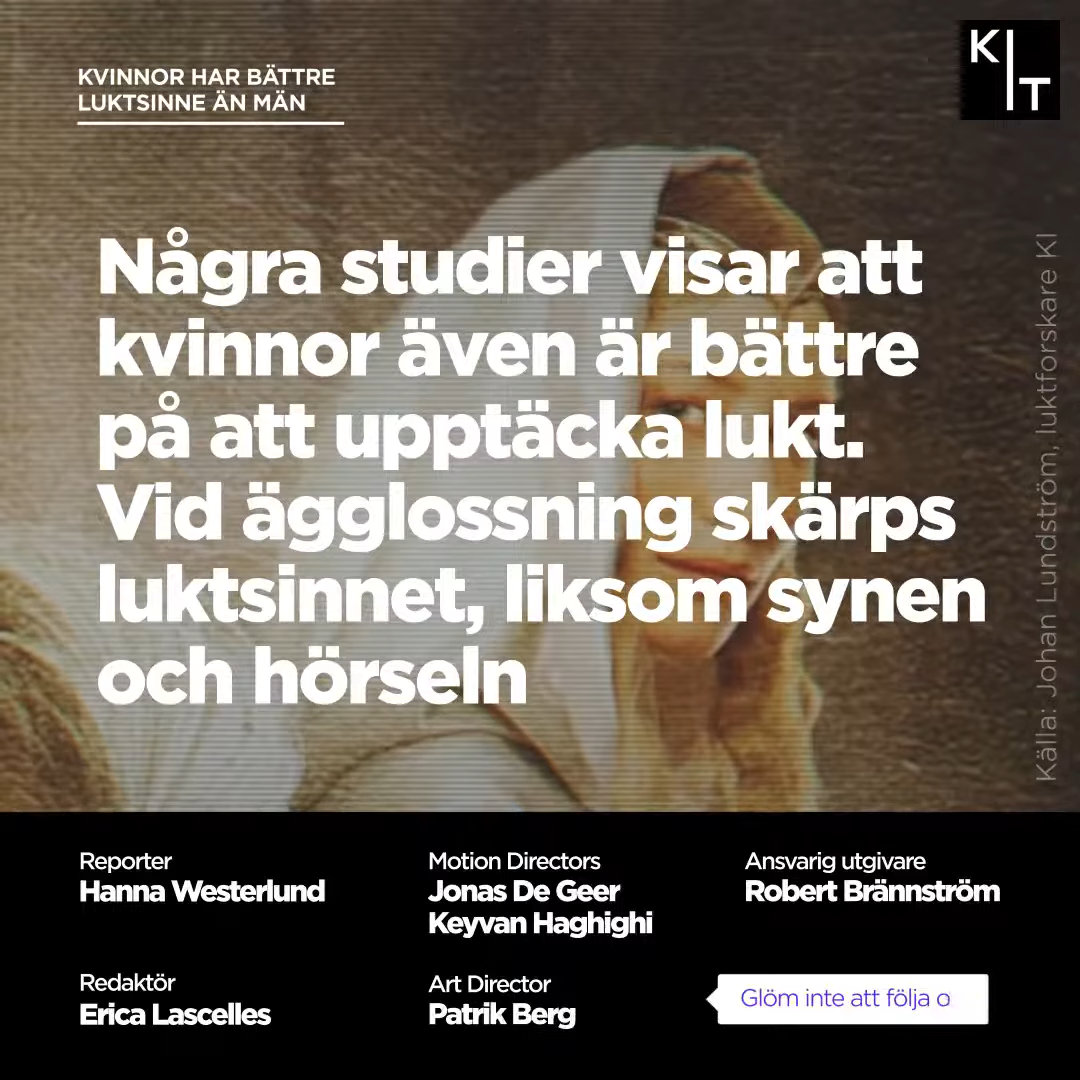 KVINNOR HAR BÄTTRE
LUKTSINNE ÄN MÄN
KIT
Några studier visar att
kvinnor även är bättre
på att upptäcka lukt.
Vid ägglossning skärps
luktsinnet, liksom synen
och hörseln
Källa: Johan Lundström, luktforskare KI
Reporter
Hanna Westerlund
Motion Directors
Jonas De Geer
Keyvan Haghighi
Ansvarig utgivare
Robert Brännström
Redaktör
Erica Lascelles
Art Director
Patrik Berg
Glöm inte att följa o